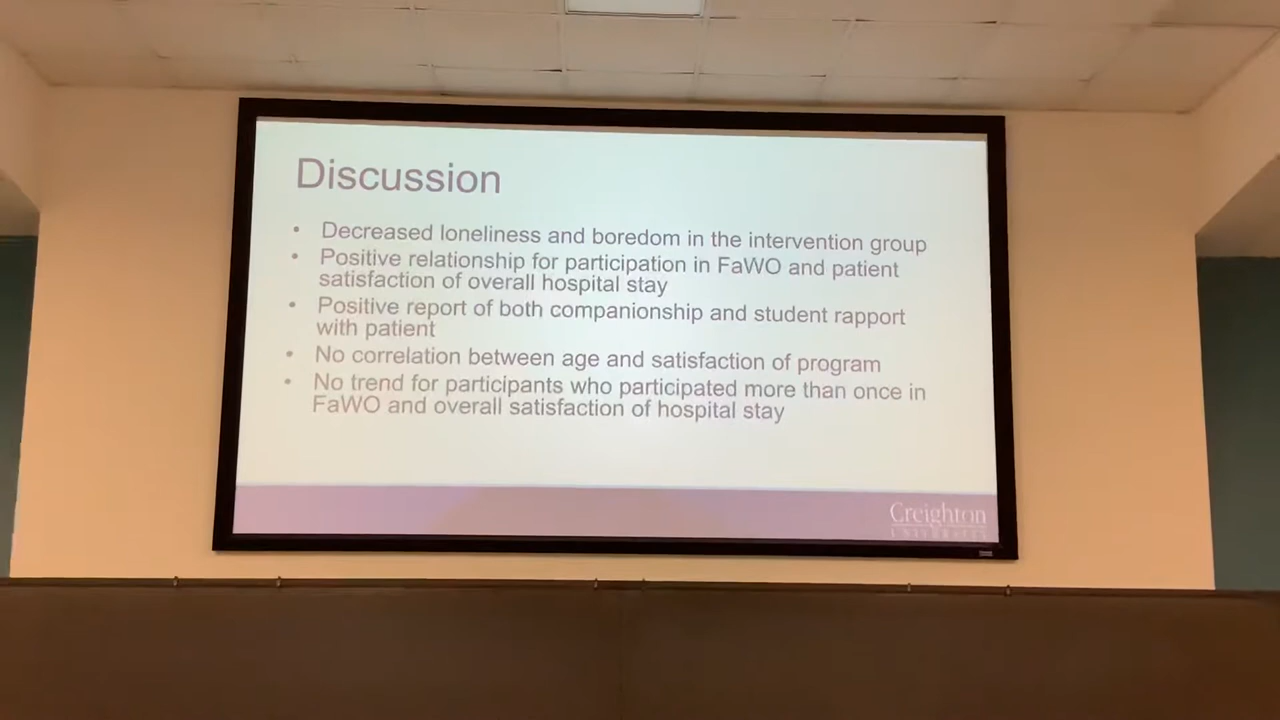 Discussion
• Decreased loneliness and boredom in the intervention group
• Positive relationship for participation in FaWO and patient
satisfaction of overall hospital stay
• Positive report of both companionship and student rapport
with patient
• No correlation between age and satisfaction of program
• No trend for participants who participated more than once in
FaWO and overall satisfaction of hospital stay
Creighton
UNIVERSITY